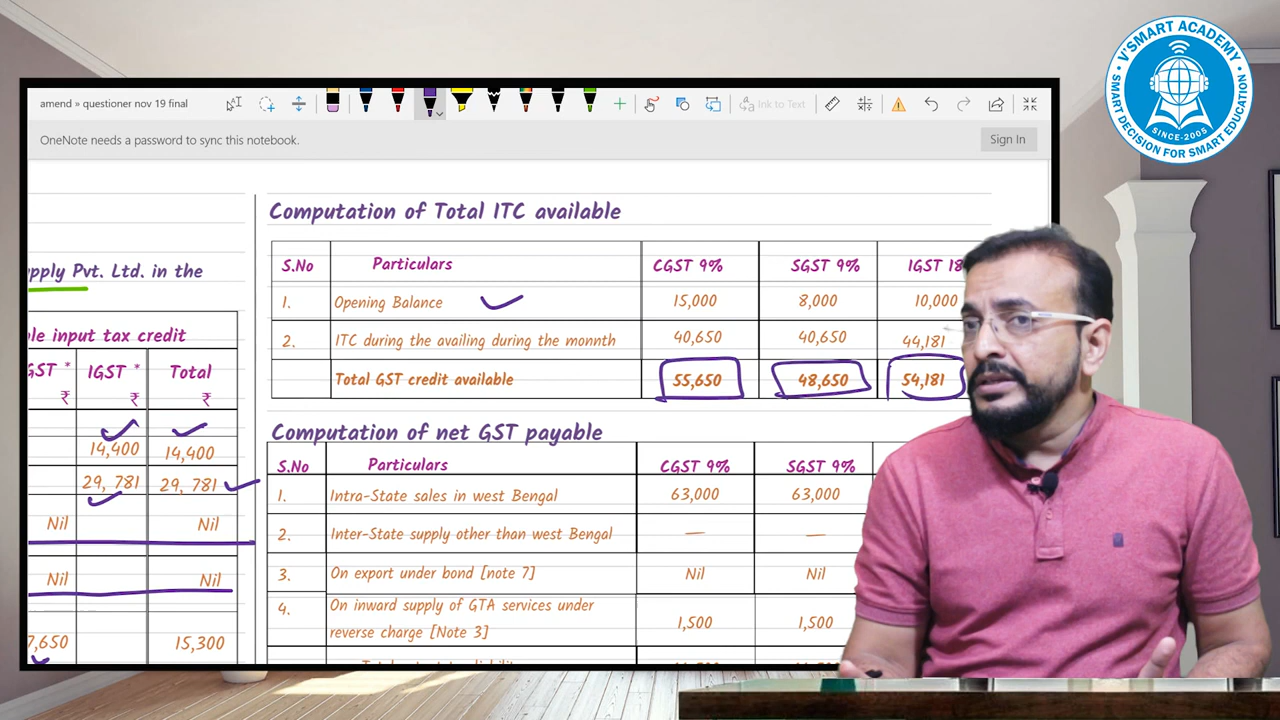 V'SMART ACADEMY
SINCE-2005
SMART DECISION FOR SMART EDUCATION
amend » questioner nov 19 final
Ink to Text
OneNote needs a password to sync this notebook.
Sign In
pply Pvt. Ltd. in the
le input tax credit
GST * IGST * Total
₹ ₹ ₹
14,400 14,400
29, 781 29, 781
Nil Nil
Nil Nil
7,650 15,300
Computation of Total ITC available
S.No Particulars CGST 9% SGST 9% IGST 18
1. Opening Balance 15,000 8,000 10,000
2. ITC during the availing during the monnth 40,650 40,650 44,181
Total GST credit available 55,650 48,650 54,181
Computation of net GST payable
S.No Particulars CGST 9% SGST 9%
1. Intra-State sales in west Bengal 63,000 63,000
2. Inter-State supply other than west Bengal — —
3. On export under bond [note 7] Nil Nil
4. On inward supply of GTA services under
reverse charge [Note 3] 1,500 1,500